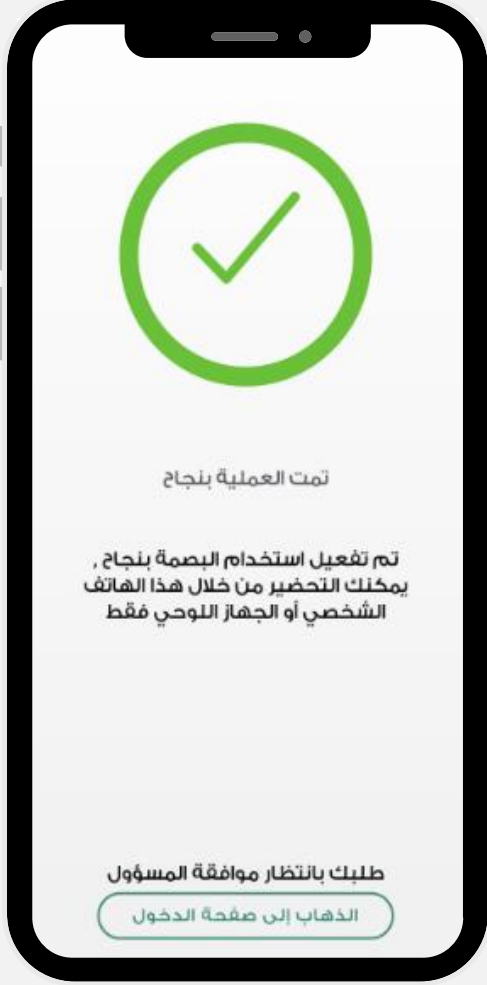 تمت العملية بنجاح
تم تفعيل استخدام البصمة بنجاح ,
يمكنك التحضير من خلال هذا الهاتف
الشخصي أو الجهاز اللوحي فقط
طلبك بانتظار موافقة المسؤول
الذهاب إلى صفحة الدخول